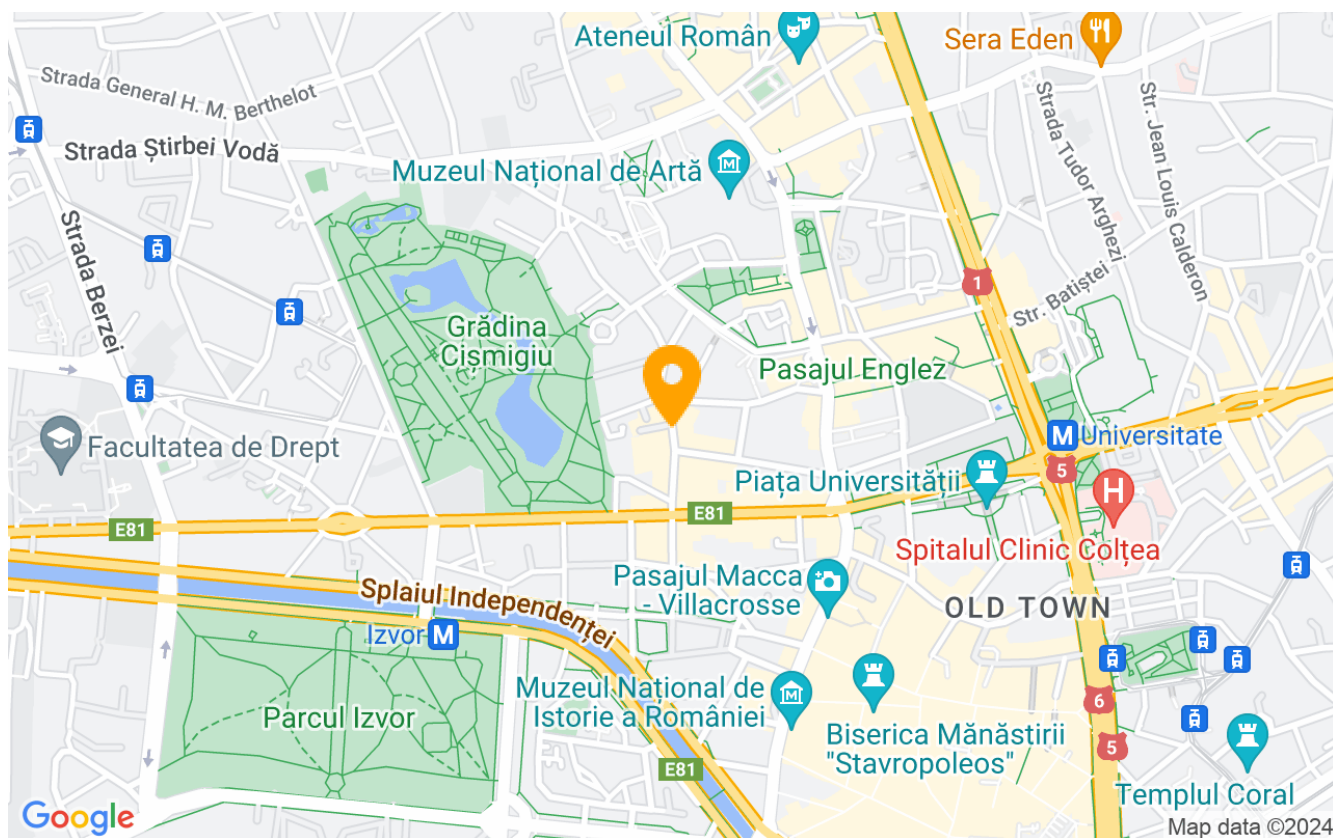 Ateneul Român
Sera Eden
Strada General H. M. Berthelot
Strada Știrbei Vodă
Muzeul Național de Artă
Strada Tudor Arghezi
Str. Jean Louis Calderon
Strada Berzei
1
Str. Batiștei
Grădina
Cișmigiu
Pasajul Englez
Facultatea de Drept
M
Universitate
Piața Universității
5
H
E81
E81
Spitalul Clinic Colțea
Pasajul Macca
- Villacrosse
Splaiul Independenței
OLD TOWN
Izvor
M
Muzeul Național de
Istorie a României
6
Parcul Izvor
Biserica Mănăstirii
"Stavropoleos"
5
E81
Templul Coral
Google
Map data ©2024